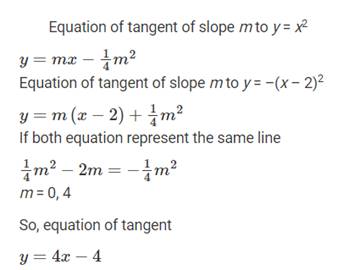 Equation of tangent of slope m to y = x²
y = mx − ¼m²
Equation of tangent of slope m to y = −(x − 2)²
y = m (x − 2) + ¼m²
If both equation represent the same line
¼m² − 2m = −¼m²
m = 0, 4
So, equation of tangent
y = 4x − 4